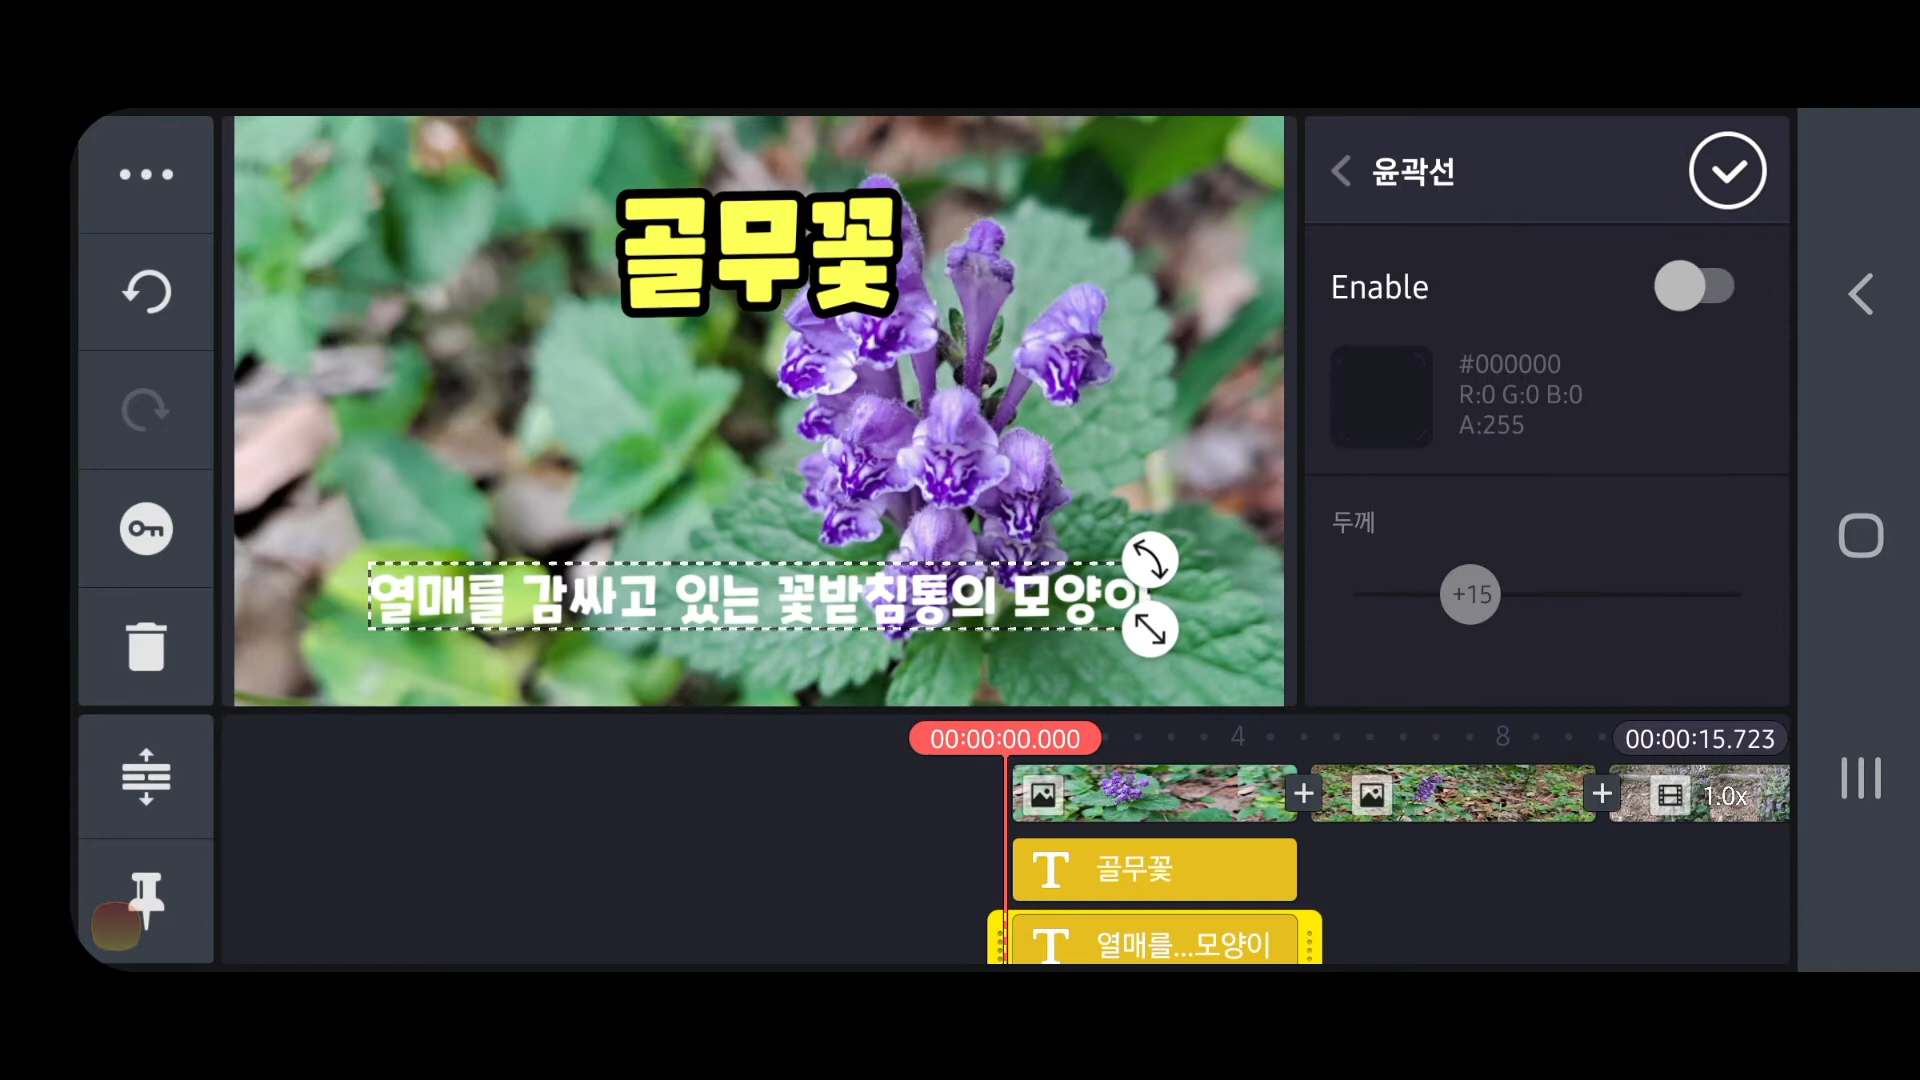 골무꽃
열매를 감싸고 있는 꽃받침통의 모양이
윤곽선
Enable
#000000
R:0 G:0 B:0
A:255
두께
+15
00:00:00.000
4
8
00:00:15.723
1.0x
T 골무꽃
T 열매를...모양이